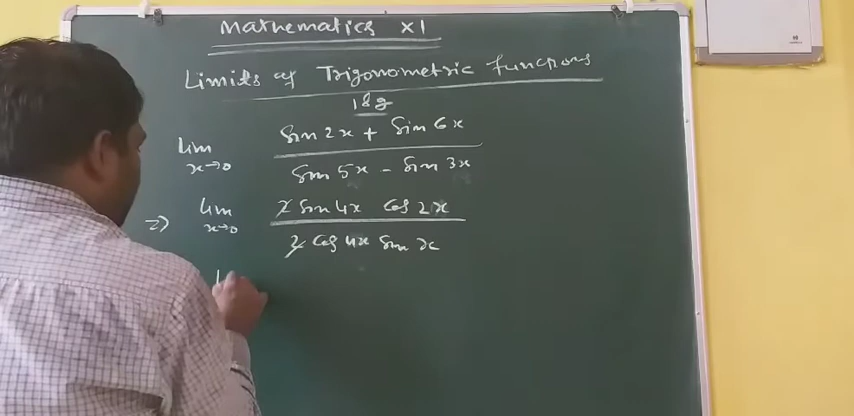 Mathematics XI
Limits of Trigonometric functions
lim x→0 (Sin 2x + Sin 6x) / (Sin 5x - Sin 3x)
=> lim x→0 (2 Sin 4x Cos 2x) / (2 Cos 4x Sin x)